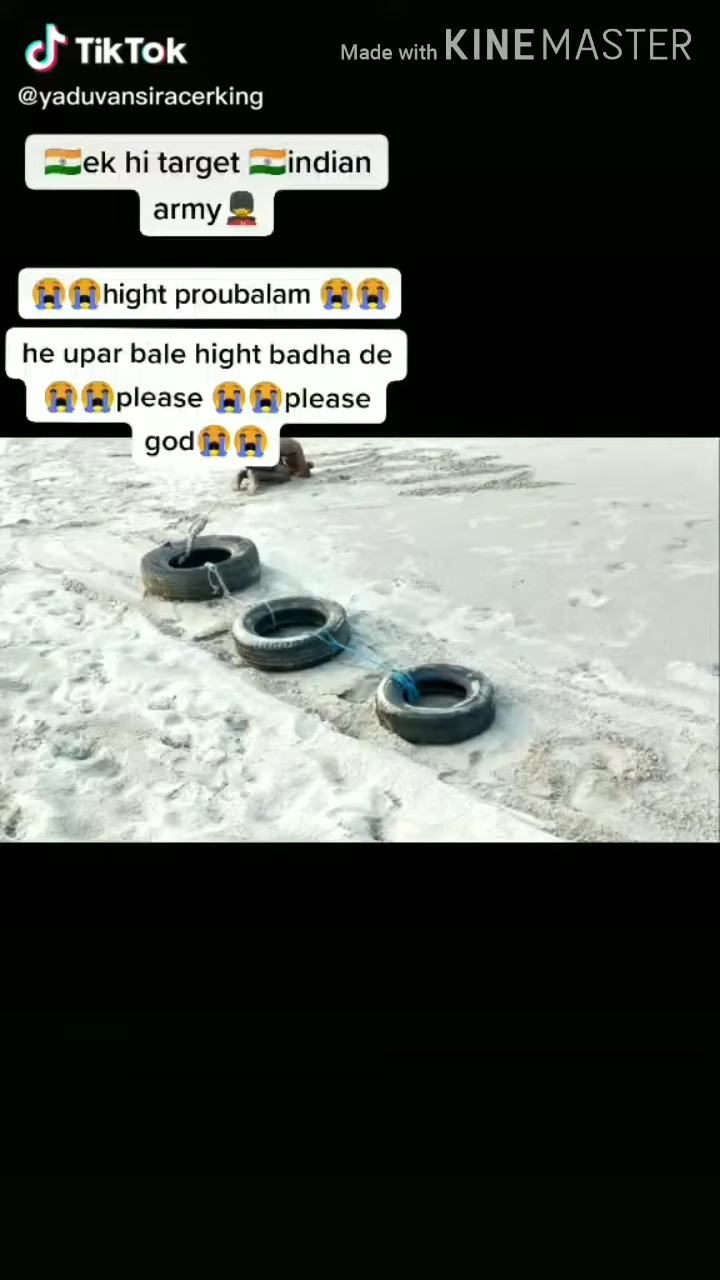 TikTok
Made with KINEMASTER
@yaduvansiracerking
🇮🇳ek hi target 🇮🇳indian
army💂
😭😭hight proubalam 😭😭
he upar bale hight badha de
😭😭please 😭😭please
god😭😭